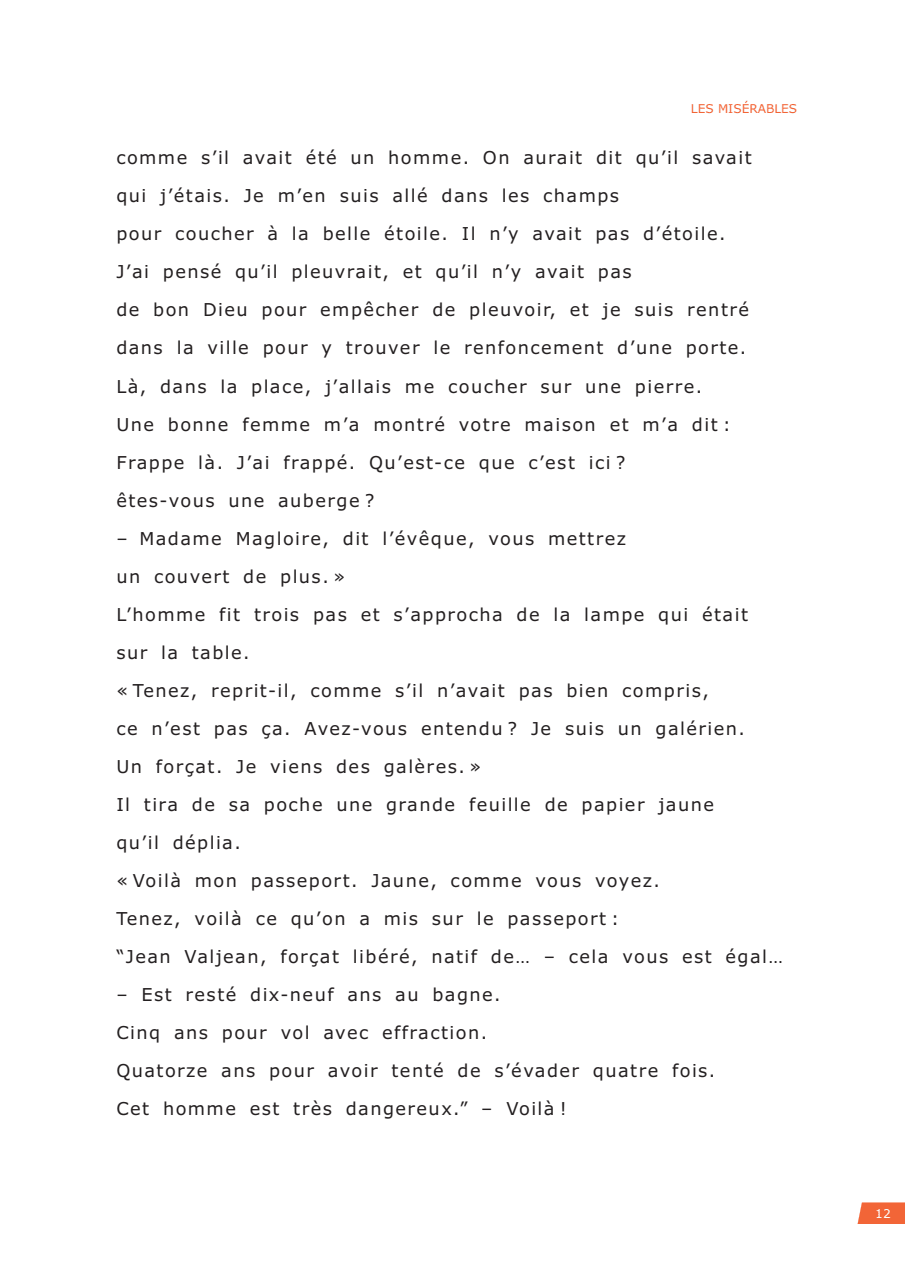 LES MISÉRABLES
comme s’il avait été un homme. On aurait dit qu’il savait
qui j’étais. Je m’en suis allé dans les champs
pour coucher à la belle étoile. Il n’y avait pas d’étoile.
J’ai pensé qu’il pleuvrait, et qu’il n’y avait pas
de bon Dieu pour empêcher de pleuvoir, et je suis rentré
dans la ville pour y trouver le renfoncement d’une porte.
Là, dans la place, j’allais me coucher sur une pierre.
Une bonne femme m’a montré votre maison et m’a dit :
Frappe là. J’ai frappé. Qu’est-ce que c’est ici ?
êtes-vous une auberge ?
– Madame Magloire, dit l’évêque, vous mettrez
un couvert de plus. »
L’homme fit trois pas et s’approcha de la lampe qui était
sur la table.
« Tenez, reprit-il, comme s’il n’avait pas bien compris,
ce n’est pas ça. Avez-vous entendu ? Je suis un galérien.
Un forçat. Je viens des galères. »
Il tira de sa poche une grande feuille de papier jaune
qu’il déplia.
« Voilà mon passeport. Jaune, comme vous voyez.
Tenez, voilà ce qu’on a mis sur le passeport :
“Jean Valjean, forçat libéré, natif de… – cela vous est égal…
– Est resté dix-neuf ans au bagne.
Cinq ans pour vol avec effraction.
Quatorze ans pour avoir tenté de s’évader quatre fois.
Cet homme est très dangereux.” – Voilà !
12